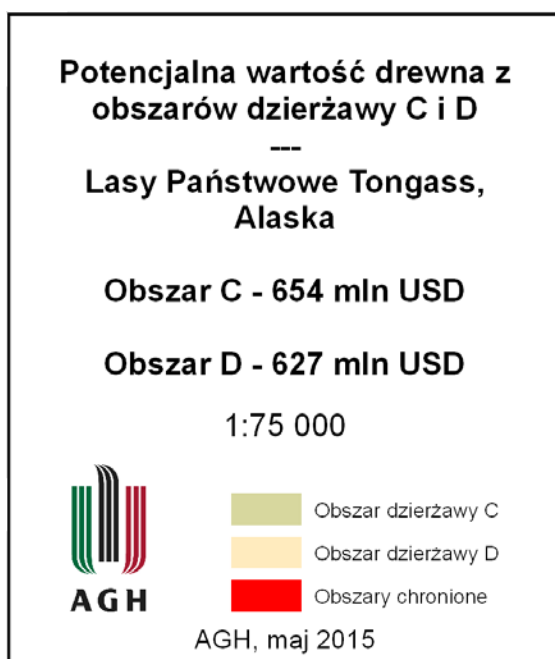 Potencjalna wartość drewna z
obszarów dzierżawy C i D
---
Lasy Państwowe Tongass,
Alaska
Obszar C - 654 mln USD
Obszar D - 627 mln USD
1:75 000
AGH
Obszar dzierżawy C
Obszar dzierżawy D
Obszary chronione
AGH, maj 2015